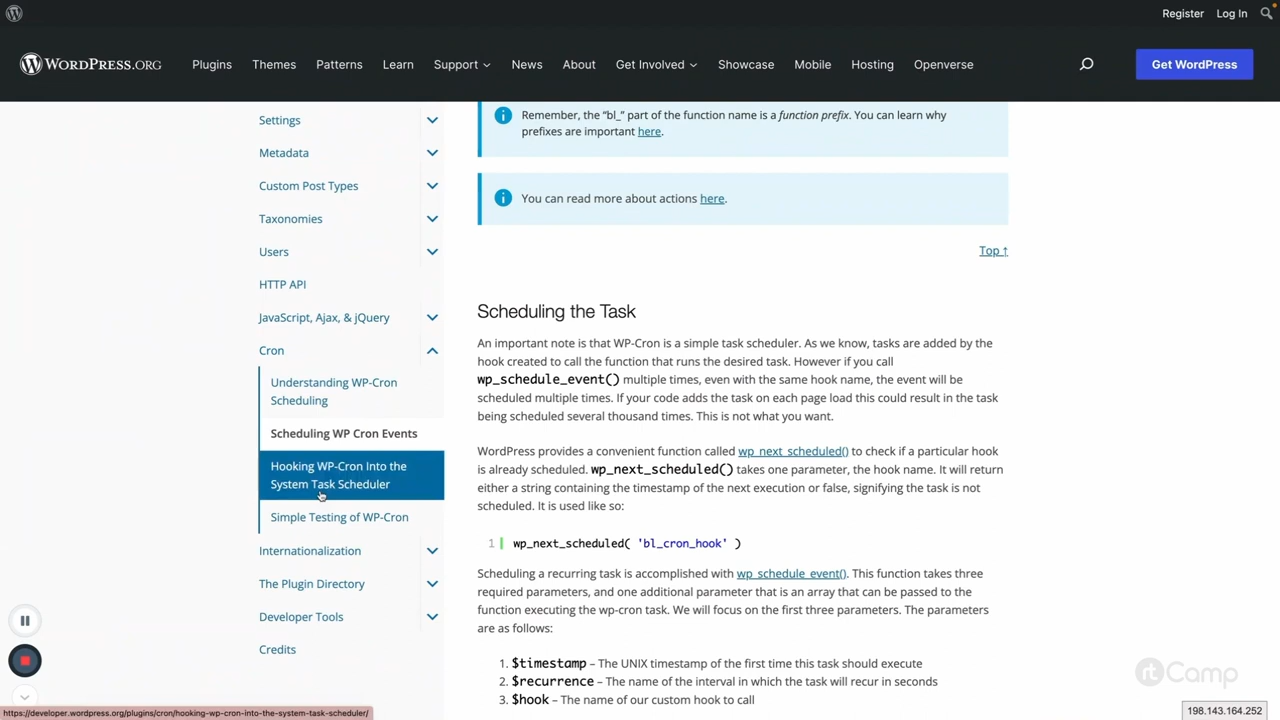 Register Log In
WORDPRESS.ORG Plugins Themes Patterns Learn Support News About Get Involved Showcase Mobile Hosting Openverse Get WordPress
Settings
Metadata
Custom Post Types
Taxonomies
Users
HTTP API
JavaScript, Ajax, & jQuery
Cron
Understanding WP-Cron
Scheduling
Scheduling WP Cron Events
Hooking WP-Cron Into the
System Task Scheduler
Simple Testing of WP-Cron
Internationalization
The Plugin Directory
Developer Tools
Credits
Remember, the “bl_” part of the function name is a function prefix. You can learn why
prefixes are important here.
You can read more about actions here.
Top ↑
Scheduling the Task
An important note is that WP-Cron is a simple task scheduler. As we know, tasks are added by the
hook created to call the function that runs the desired task. However if you call
wp_schedule_event() multiple times, even with the same hook name, the event will be
scheduled multiple times. If your code adds the task on each page load this could result in the task
being scheduled several thousand times. This is not what you want.
WordPress provides a convenient function called wp_next_scheduled() to check if a particular hook
is already scheduled. wp_next_scheduled() takes one parameter, the hook name. It will return
either a string containing the timestamp of the next execution or false, signifying the task is not
scheduled. It is used like so:
1 wp_next_scheduled( 'bl_cron_hook' )
Scheduling a recurring task is accomplished with wp_schedule_event(). This function takes three
required parameters, and one additional parameter that is an array that can be passed to the
function executing the wp-cron task. We will focus on the first three parameters. The parameters
are as follows:
1. $timestamp – The UNIX timestamp of the first time this task should execute
2. $recurrence – The name of the interval in which the task will recur in seconds
3. $hook – The name of our custom hook to call
rtCamp
198.143.164.252
https://developer.wordpress.org/plugins/cron/hooking-wp-cron-into-the-system-task-scheduler/